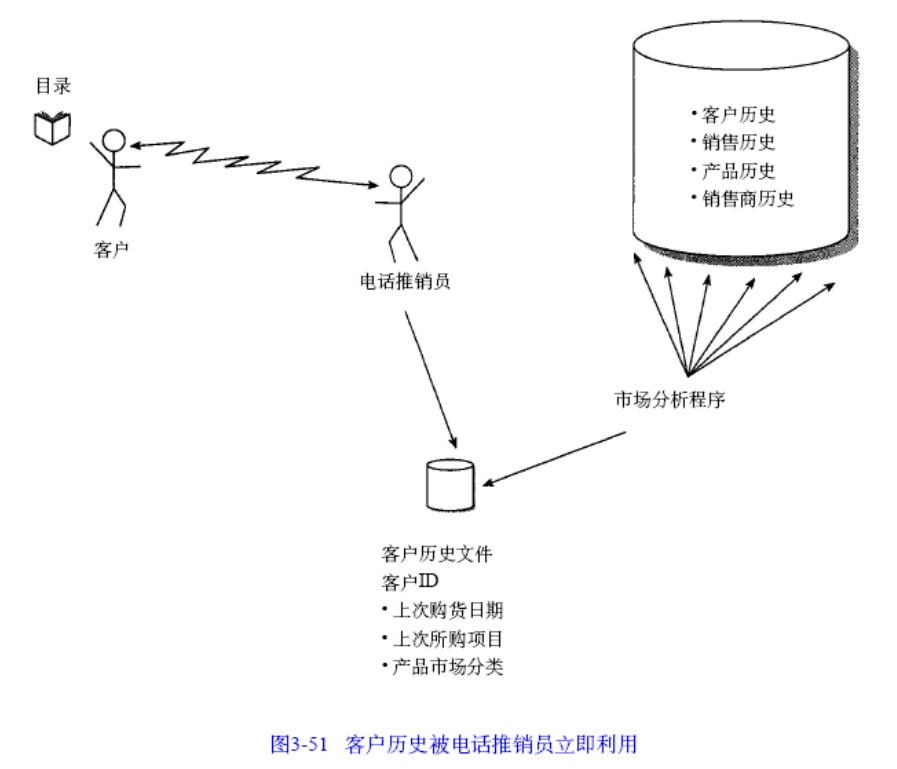 目录
客户
电话推销员
• 客户历史
• 销售历史
• 产品历史
• 销售商历史
市场分析程序
客户历史文件
客户ID
• 上次购货日期
• 上次所购项目
• 产品市场分类
图3-51 客户历史被电话推销员立即利用